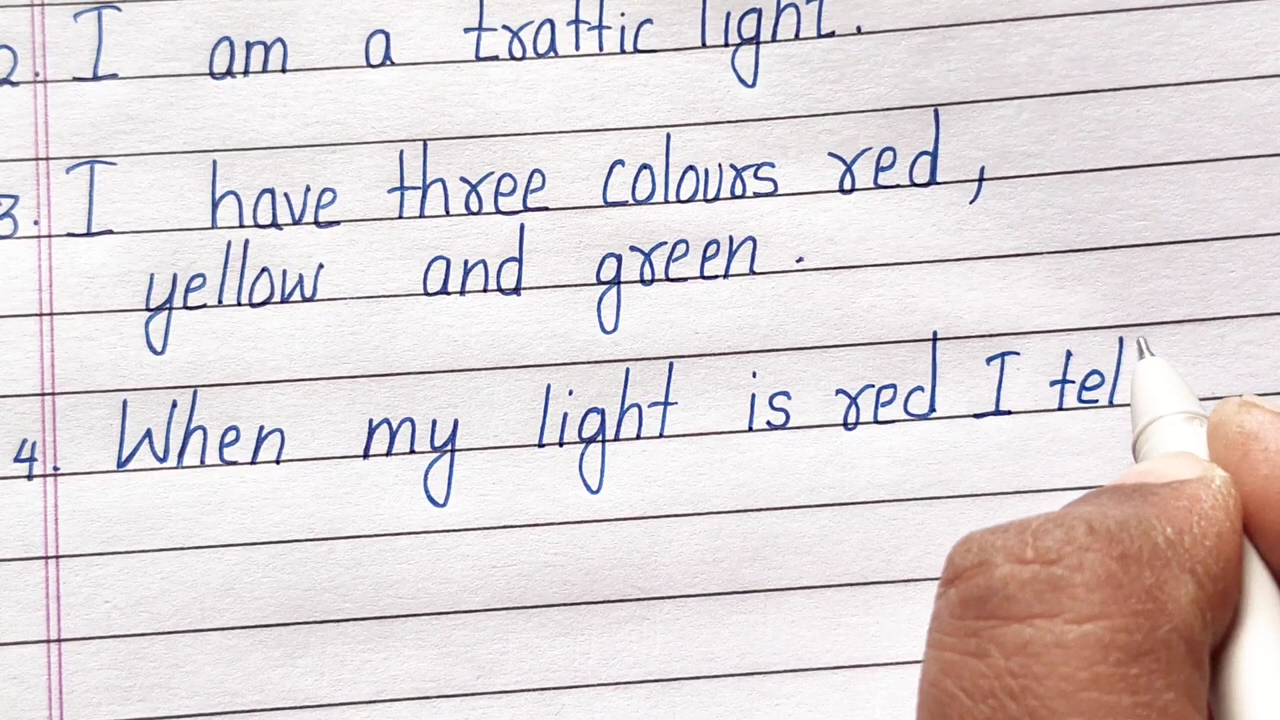 2. I am a traffic light.
3. I have three colours red,
yellow and green.
4. When my light is red I tel